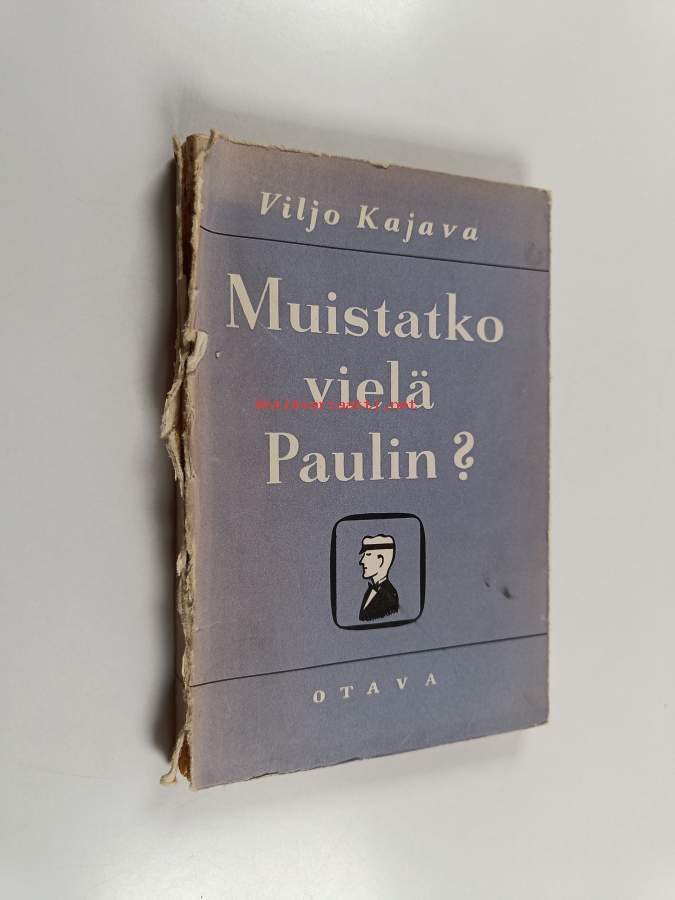 Viljo Kajava
Muistatko
vielä
Paulin?
OTAVA